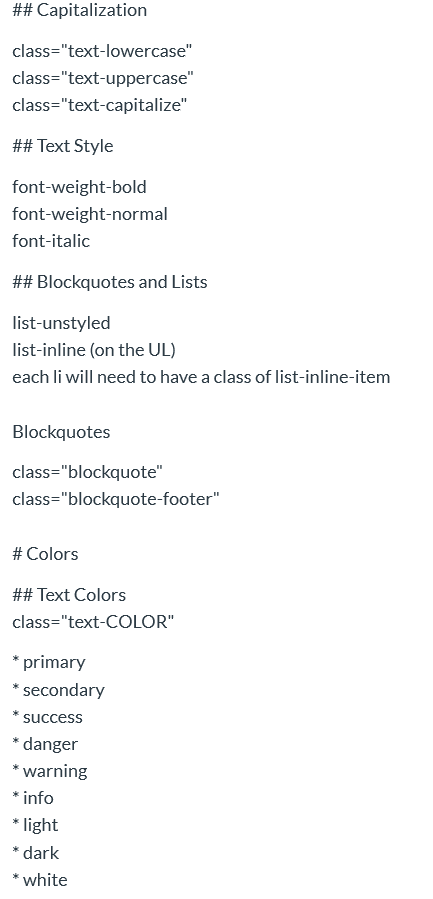 ## Capitalization
class="text-lowercase"
class="text-uppercase"
class="text-capitalize"
## Text Style
font-weight-bold
font-weight-normal
font-italic
## Blockquotes and Lists
list-unstyled
list-inline (on the UL)
each li will need to have a class of list-inline-item
Blockquotes
class="blockquote"
class="blockquote-footer"
# Colors
## Text Colors
class="text-COLOR"
* primary
* secondary
* success
* danger
* warning
* info
* light
* dark
* white